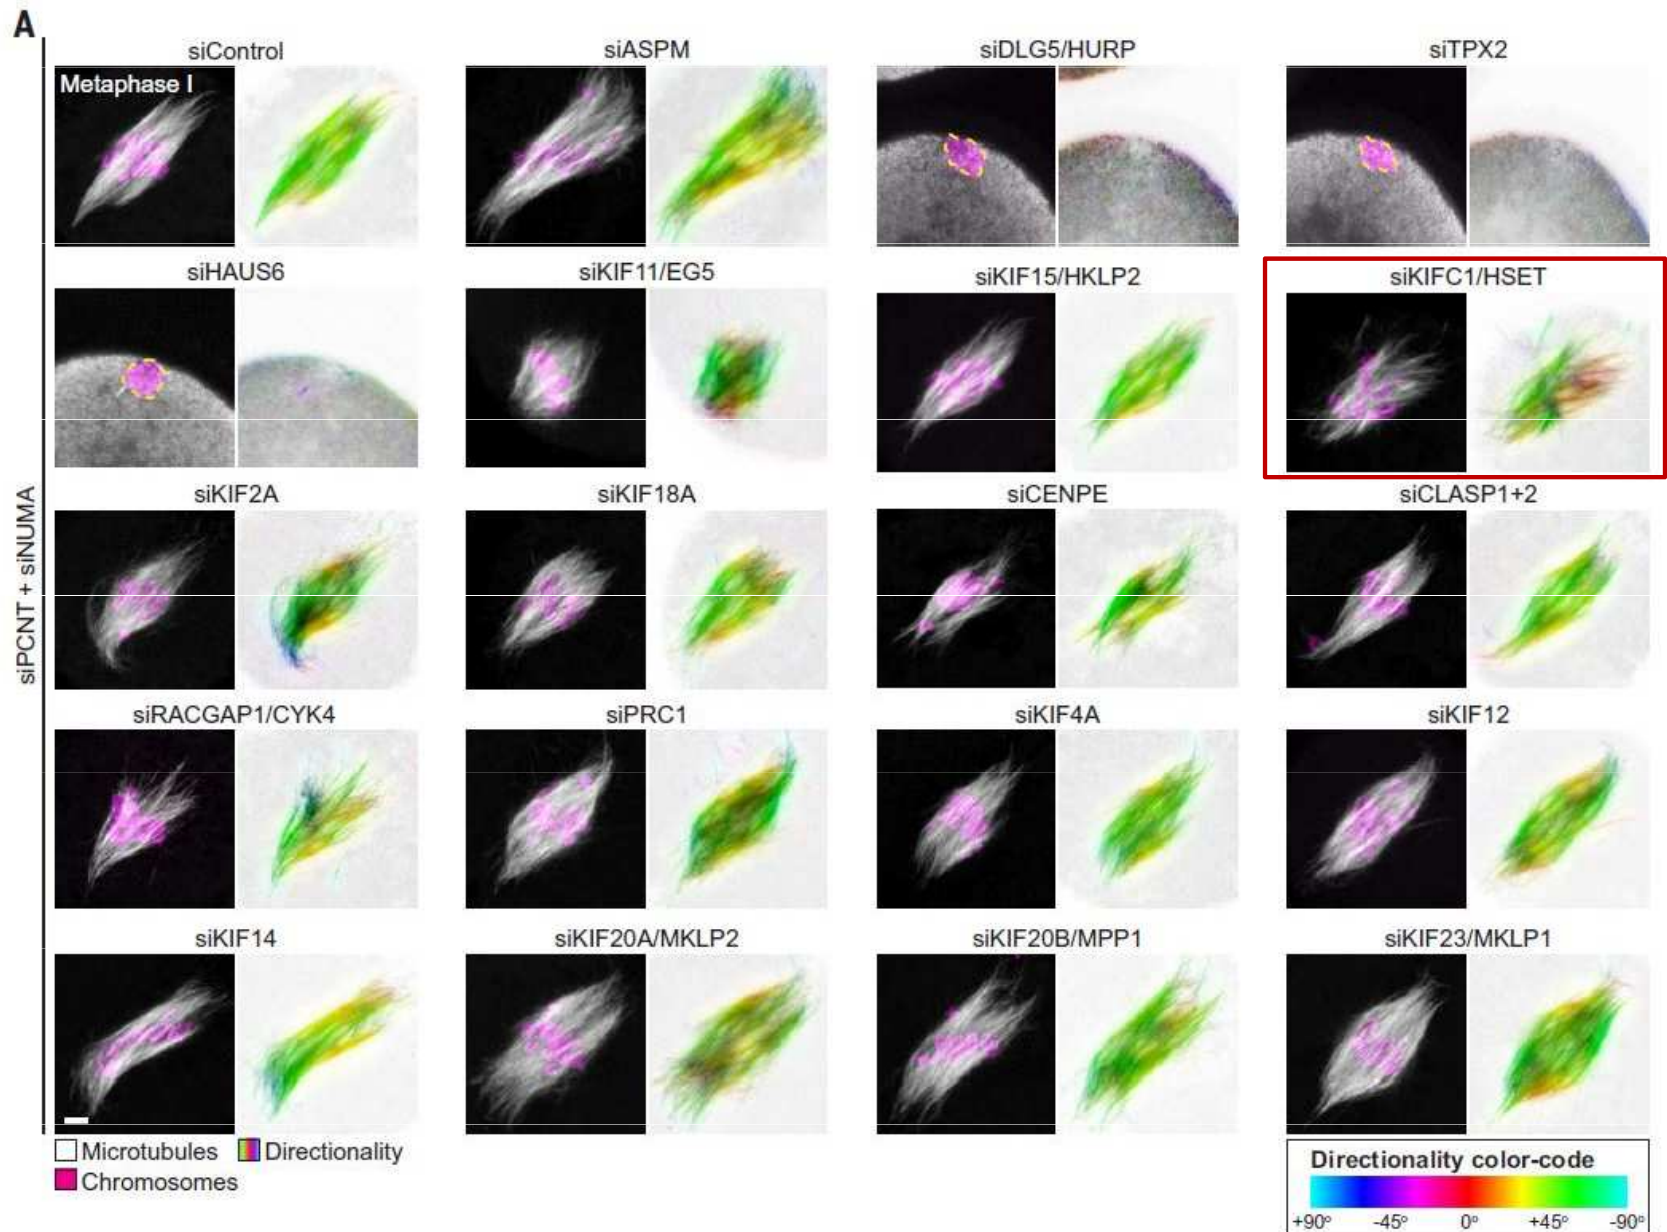 A
siControl
siASPM
siDLG5/HURP
siTPX2
Metaphase I
siHAUS6
siKIF11/EG5
siKIF15/HKLP2
siKIFC1/HSET
siPCNT + siNUMA
siKIF2A
siKIF18A
siCENPE
siCLASP1+2
siRACGAP1/CYK4
siPRC1
siKIF4A
siKIF12
siKIF14
siKIF20A/MKLP2
siKIF20B/MPP1
siKIF23/MKLP1
Microtubules
Directionality
Chromosomes
Directionality color-code
+90° -45° 0° +45° -90°